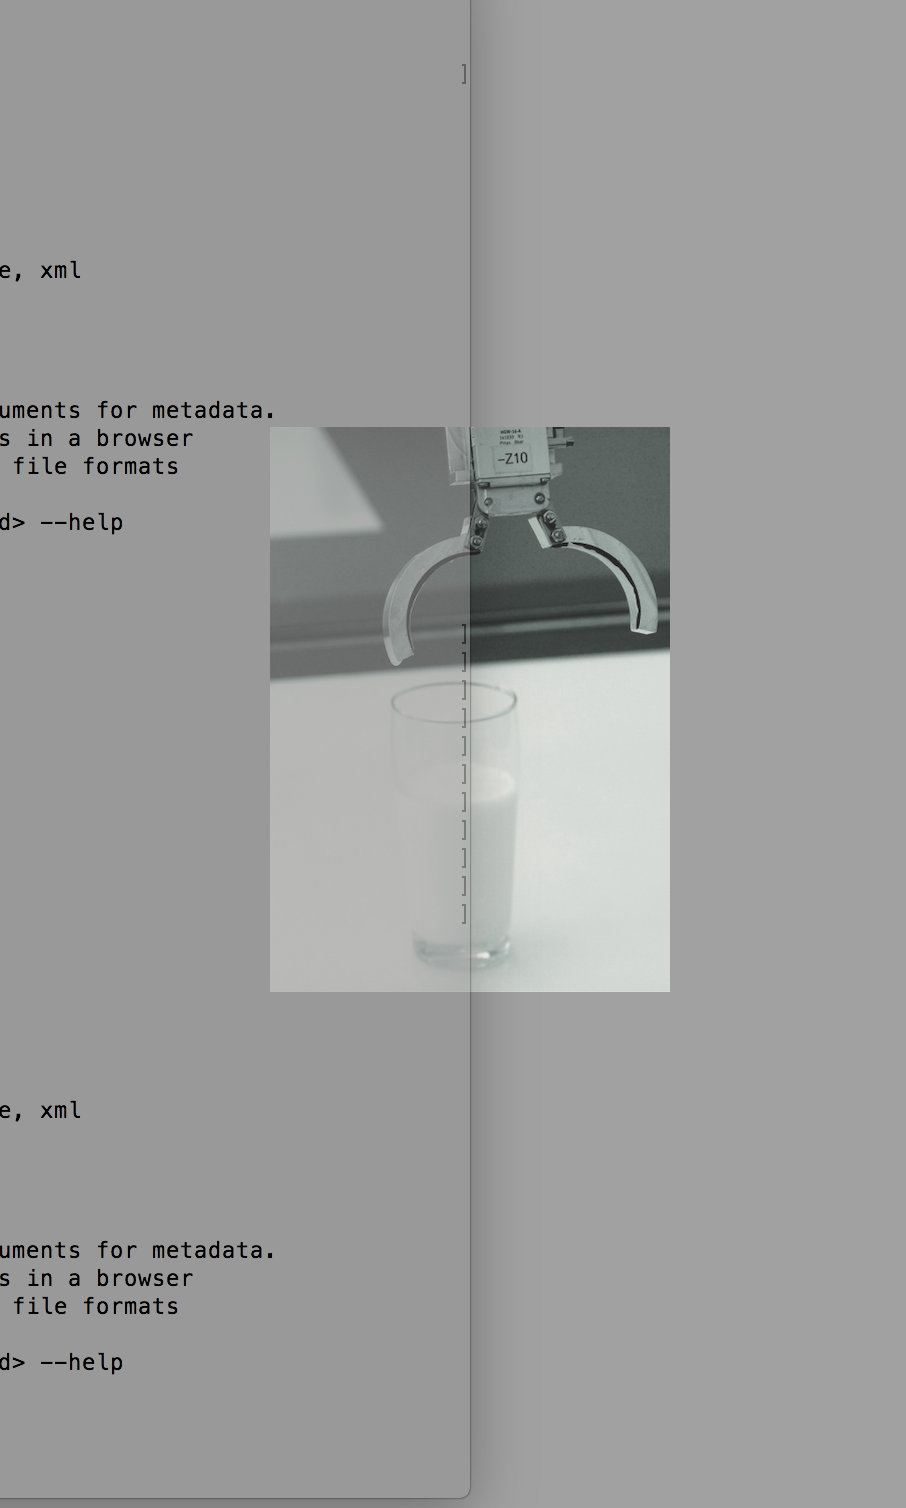 ]
e, xml
uments for metadata.
s in a browser
file formats
d> --help
-Z10
]
]
]
]
]
]
]
]
]
]
]
e, xml
uments for metadata.
s in a browser
file formats
d> --help